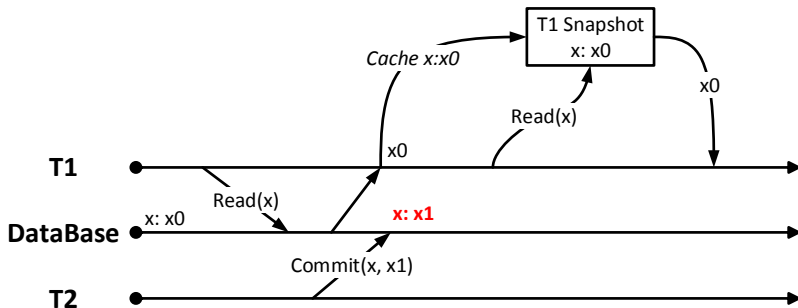 T1 Snapshot
x: x0
Cache x:x0
x0
Read(x)
x0
T1
Read(x)
x: x0
x: x1
DataBase
Commit(x, x1)
T2